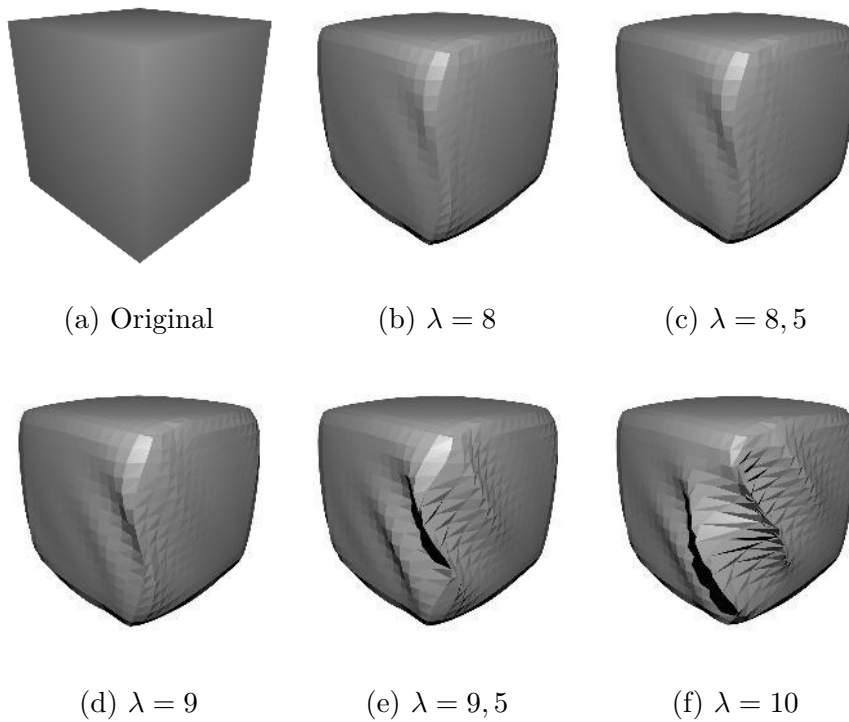 (a) Original
(b) λ = 8
(c) λ = 8, 5
(d) λ = 9
(e) λ = 9, 5
(f) λ = 10